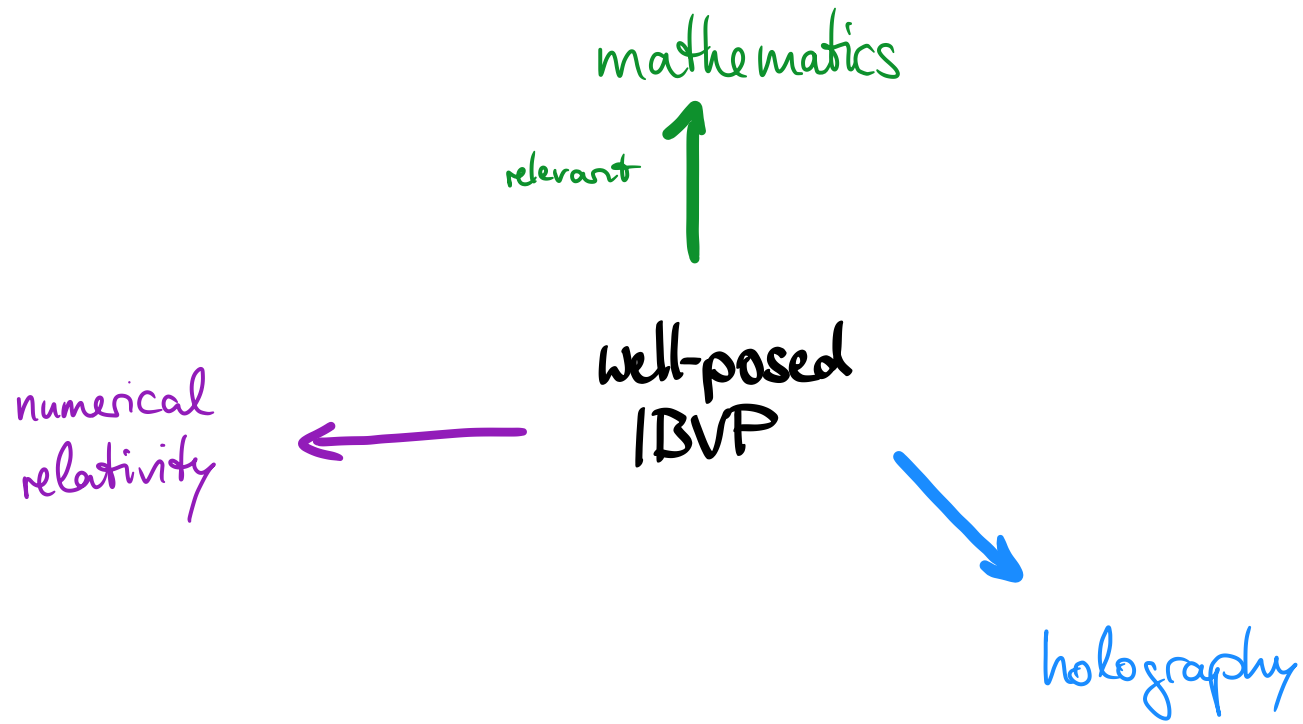 mathematics
relevant
well-posed
IBVP
numerical
relativity
holography